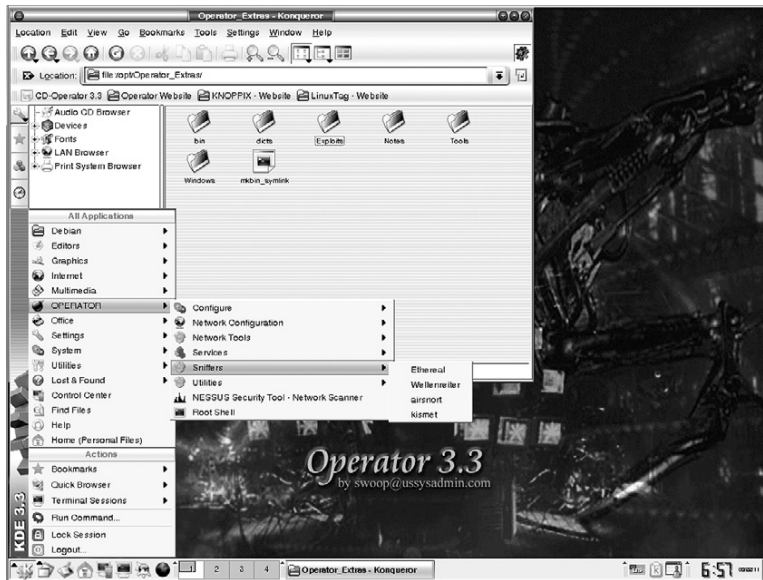 Operator_Extras - Konqueror
Location Edit View Go Bookmarks Tools Settings Window Help
Location: file:/opt/Operator_Extras/
CD-Operator 3.3 Operator Website KNOPPIX - Website LinuxTag - Website
Audio CD Browser
Devices
Fonts
LAN Browser
Print System Browser
bin dicts Exploits Notes Tools
Windows mkbin_symlink
All Applications
Debian
Editors
Graphics
Internet
Multimedia
OPERATOR
Office
Settings
System
Utilities
Lost & Found
Control Center
Find Files
Help
Home (Personal Files)
Actions
Bookmarks
Quick Browser
Terminal Sessions
Run Command...
Lock Session
Logout...
KDE 3.3
Configure
Network Configuration
Network Tools
Services
Sniffers
Utilities
NESSUS Security Tool - Network Scanner
Root Shell
Ethereal
Wellenreiter
airsnort
kismet
Operator 3.3
by swoop@ussysadmin.com
1 2 3 4 Operator_Extras - Konqueror 6:57